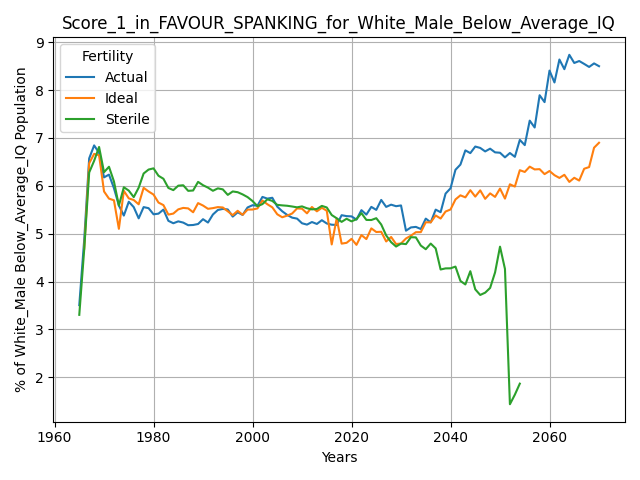 Score_1_in_FAVOUR_SPANKING_for_White_Male_Below_Average_IQ
% of White_Male Below_Average_IQ Population
9
8
7
6
5
4
3
2
Fertility
Actual
Ideal
Sterile
1960 1980 2000 2020 2040 2060
Years